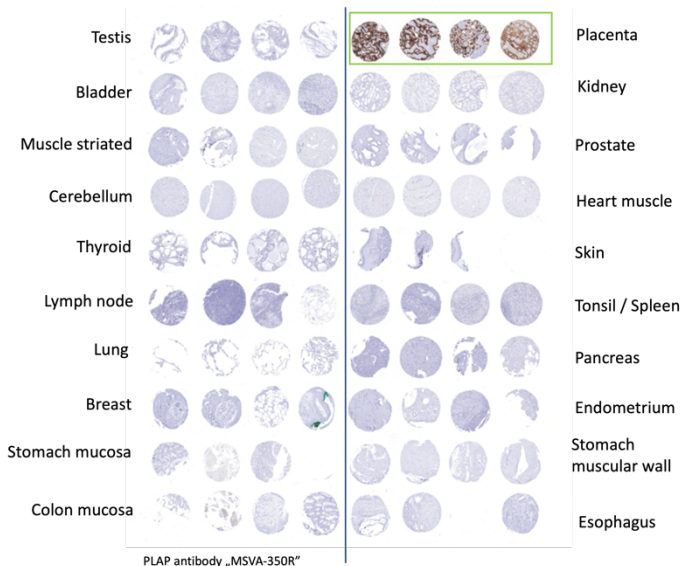 Testis
Placenta
Bladder
Kidney
Muscle striated
Prostate
Cerebellum
Heart muscle
Thyroid
Skin
Lymph node
Tonsil / Spleen
Lung
Pancreas
Breast
Endometrium
Stomach mucosa
Stomach
muscular wall
Colon mucosa
Esophagus
PLAP antibody „MSVA-350R”